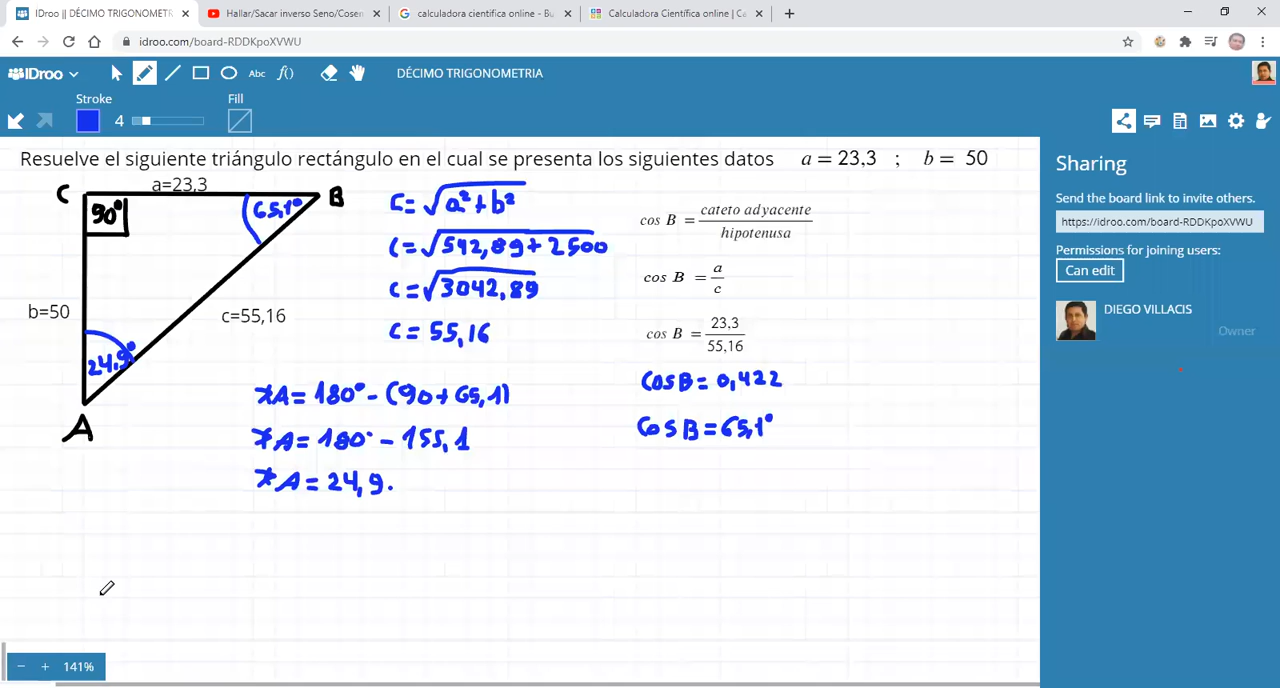 IDroo || DÉCIMO TRIGONOMETR
Hallar/Sacar inverso Seno/Cosen
calculadora científica online - Bu
Calculadora Científica online | Ca
idroo.com/board-RDDKpoXVWU
IDroo
Abc
f()
DÉCIMO TRIGONOMETRIA
Stroke
Fill
4
Resuelve el siguiente triángulo rectángulo en el cual se presenta los siguientes datos a = 23,3 ; b = 50
a=23,3
C
B
90°
65,1°
b=50
c=55,16
24,9°
A
C= √a²+b²
C= √542,89+2500
C= √3042,89
C= 55,16
∡A= 180° - (90+65,1)
∡A= 180° - 155,1
∡A= 24,9.
cos B = cateto adyacente / hipotenusa
cos B = a / c
cos B = 23,3 / 55,16
Cos B= 0,422
Cos B= 65,1°
Sharing
Send the board link to invite others.
https://idroo.com/board-RDDKpoXVWU
Permissions for joining users:
Can edit
DIEGO VILLACIS
Owner
− + 141%